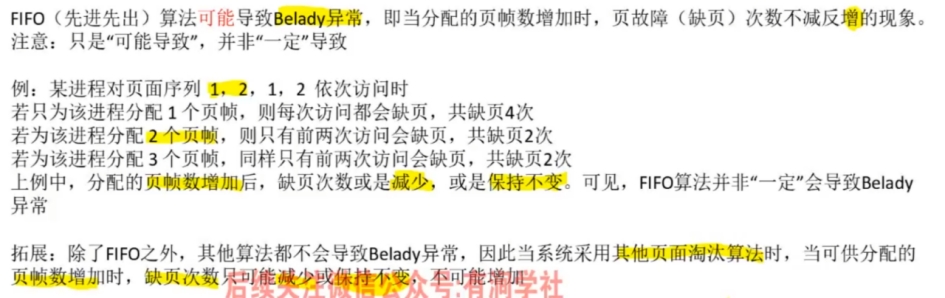 FIFO（先进先出）算法可能导致Belady异常，即当分配的页帧数增加时，页故障（缺页）次数不减反增的现象。
注意：只是“可能导致”，并非“一定”导致
例：某进程对页面序列 1，2，1，2 依次访问时
若只为该进程分配 1 个页帧，则每次访问都会缺页，共缺页4次
若为该进程分配 2 个页帧，则只有前两次访问会缺页，共缺页2次
若为该进程分配 3 个页帧，同样只有前两次访问会缺页，共缺页2次
上例中，分配的页帧数增加后，缺页次数或是减少，或是保持不变。可见，FIFO算法并非“一定”会导致Belady
异常
拓展：除了FIFO之外，其他算法都不会导致Belady异常，因此当系统采用其他页面淘汰算法时，当可供分配的
页帧数增加时，缺页次数只可能减少或保持不变，不可能增加
后续关注微信公众号:有洞学社